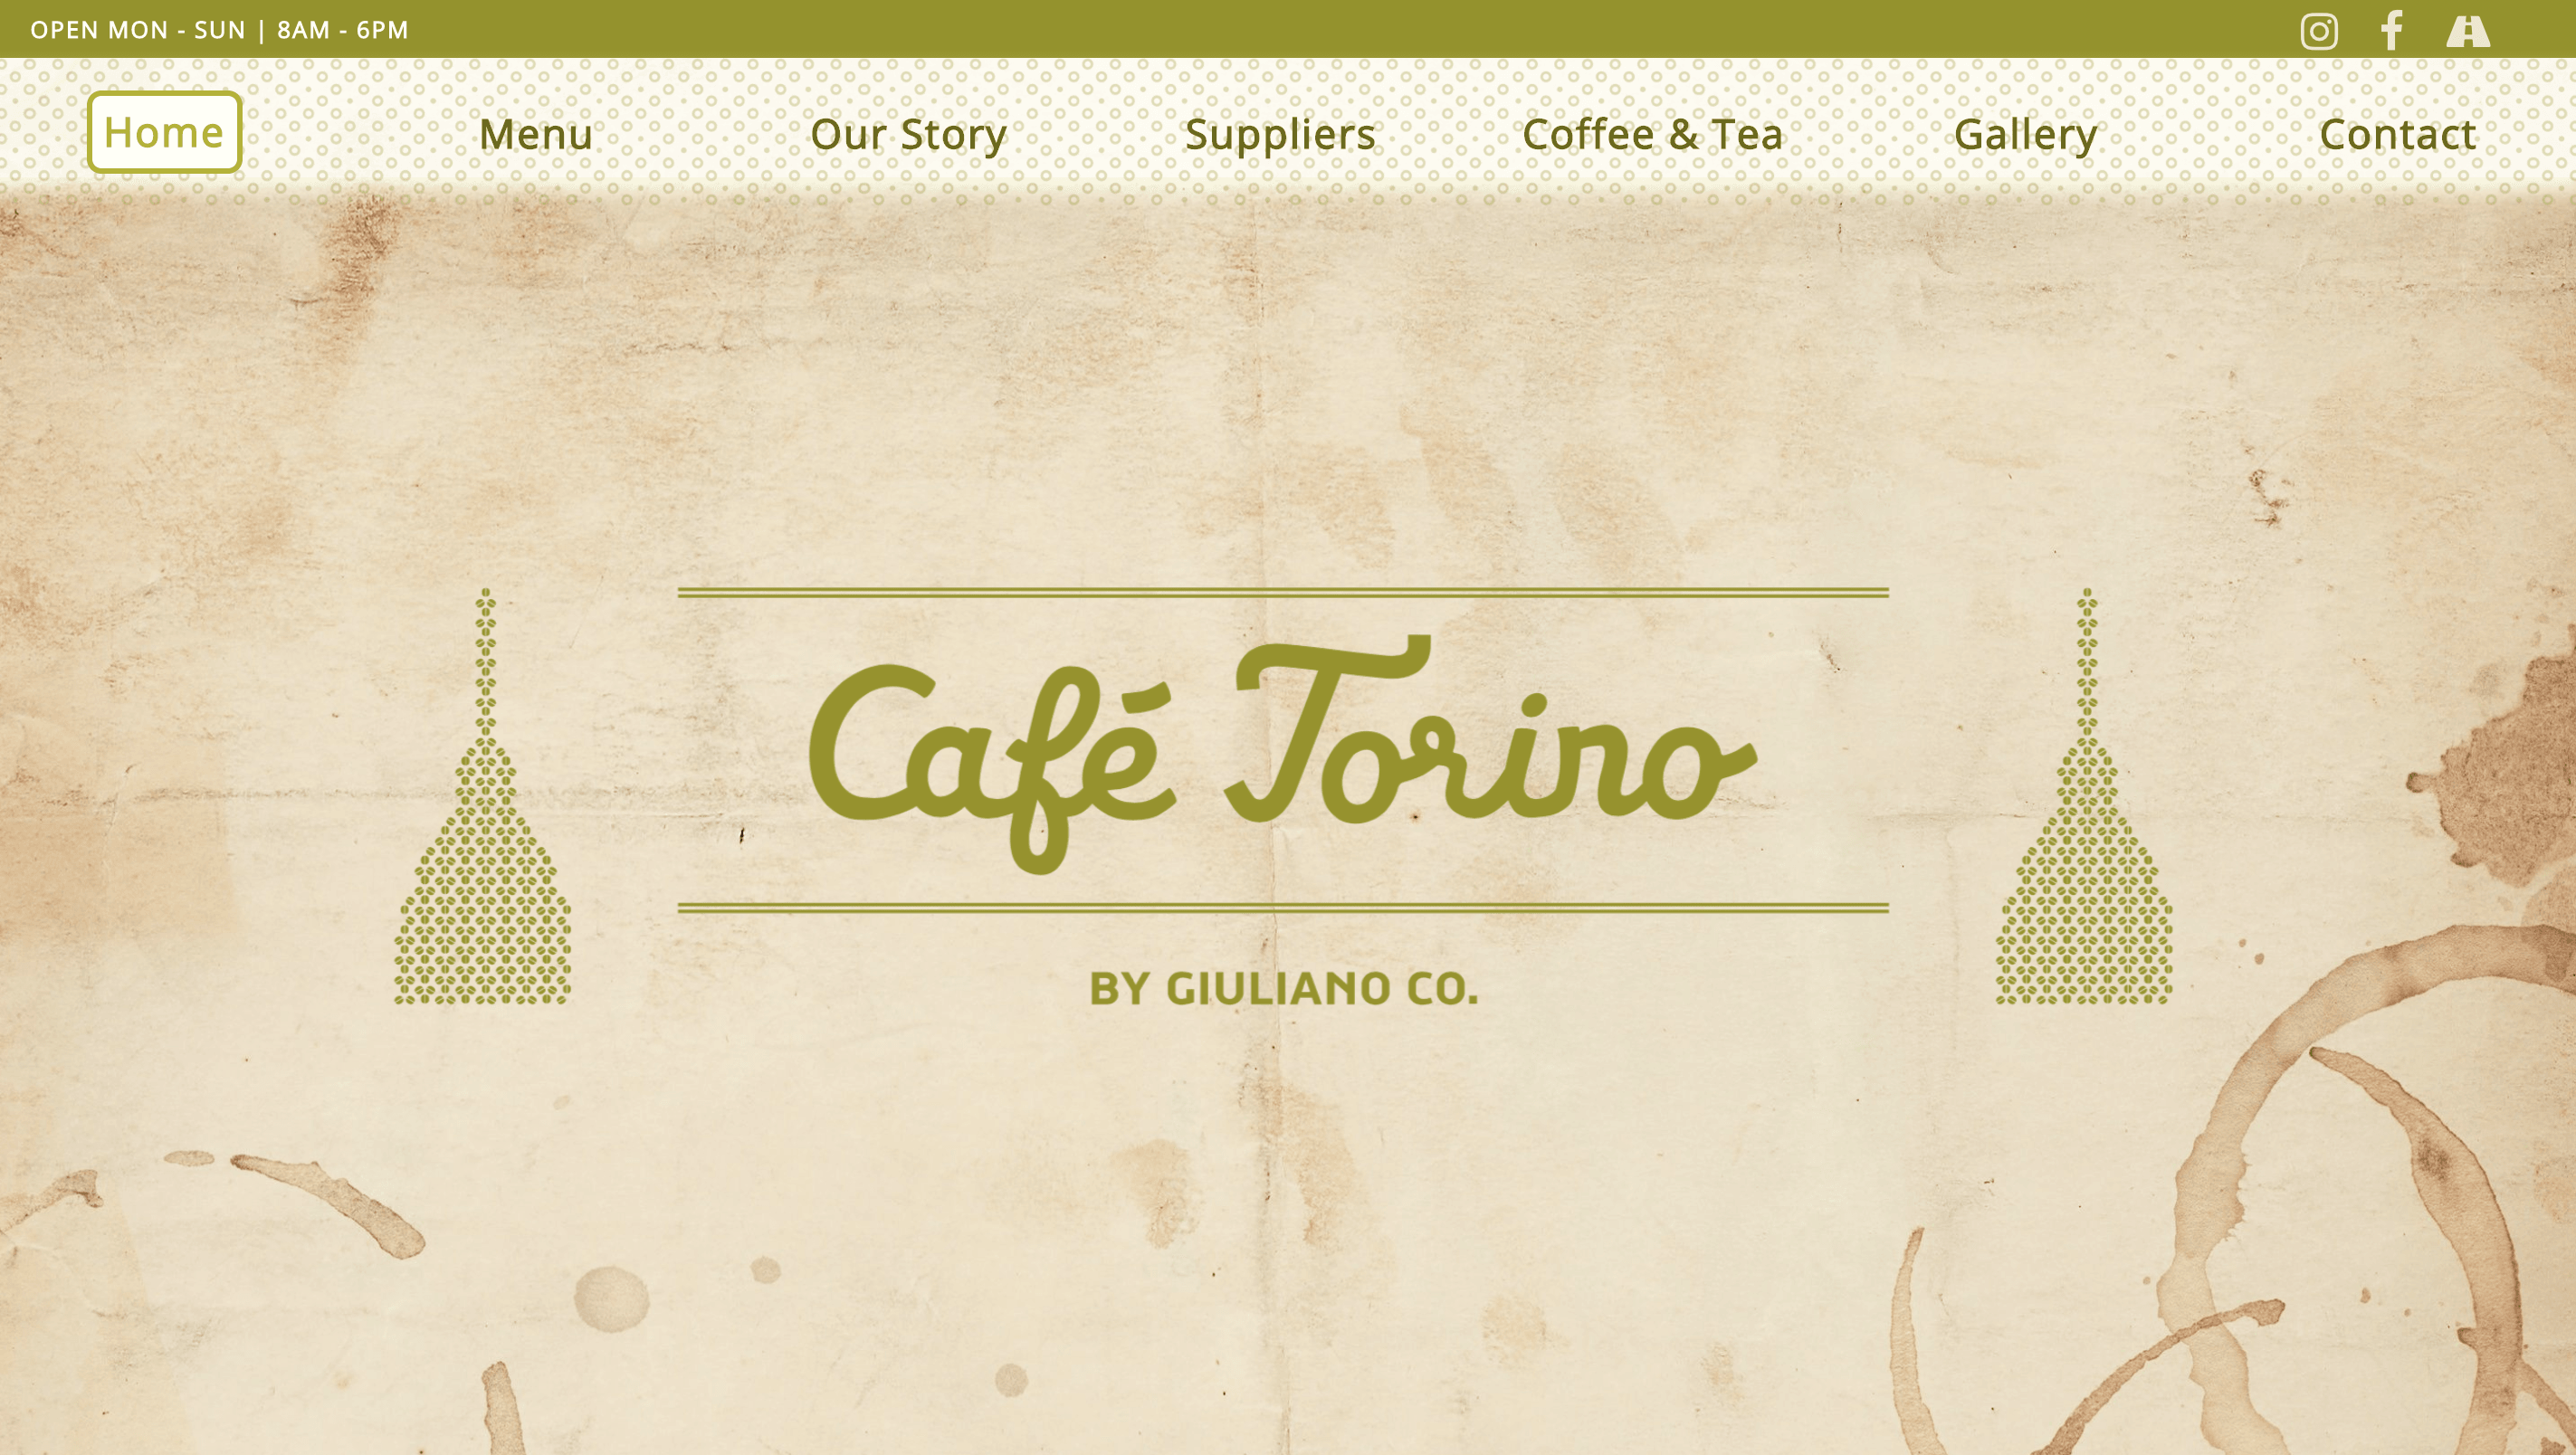 OPEN MON - SUN | 8AM - 6PM
Home Menu Our Story Suppliers Coffee & Tea Gallery Contact
Café Torino
BY GIULIANO CO.